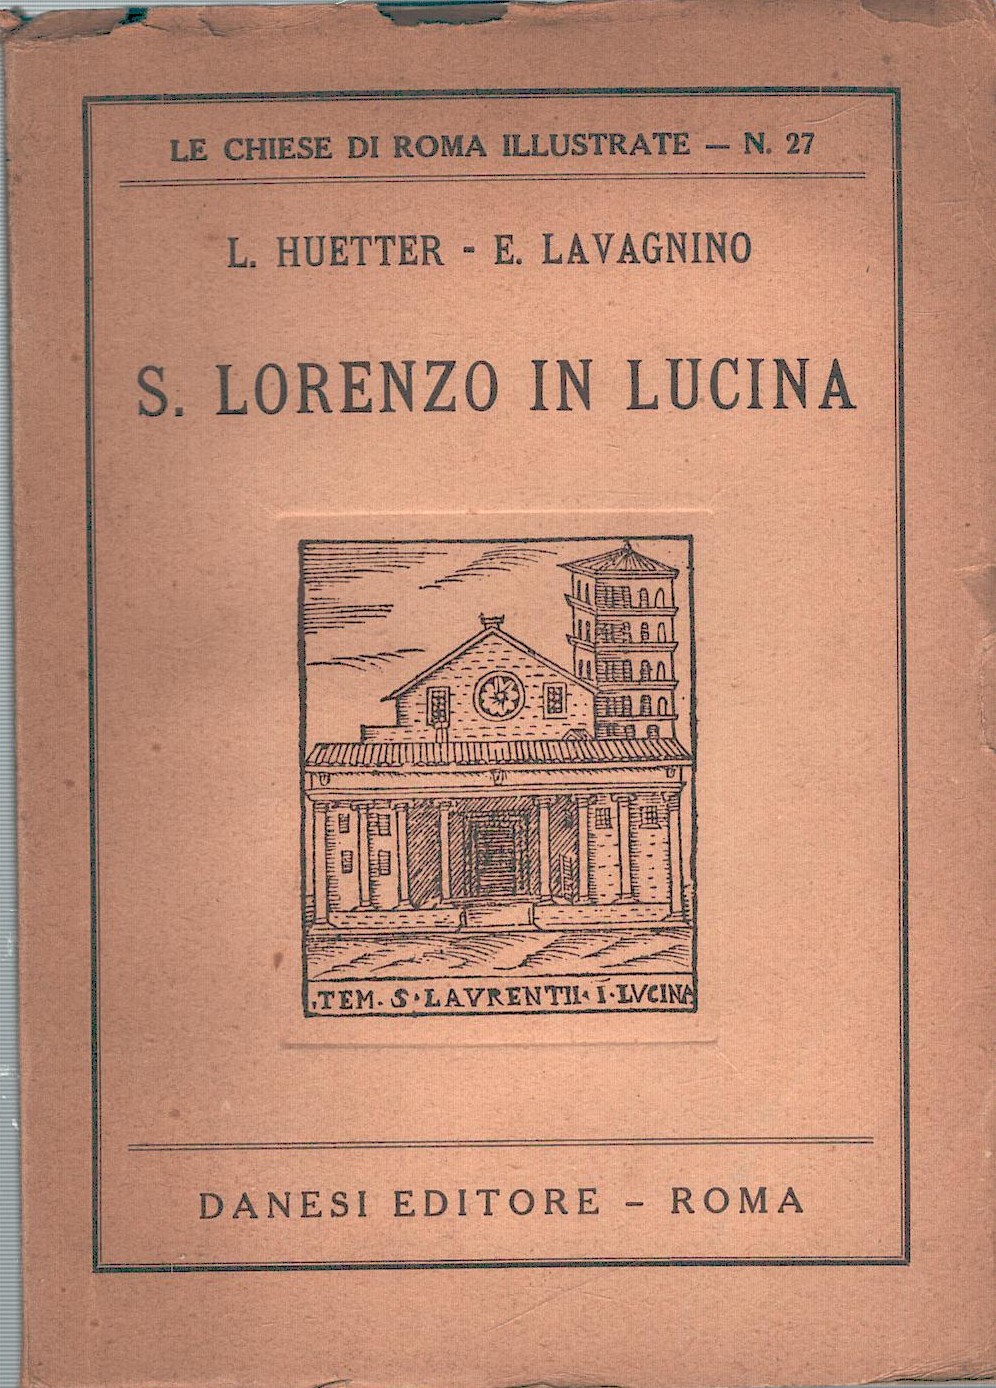 LE CHIESE DI ROMA ILLUSTRATE — N. 27
L. HUETTER - E. LAVAGNINO
S. LORENZO IN LUCINA
.TEM. S. LAVRENTII. I. LVCINA
DANESI EDITORE - ROMA